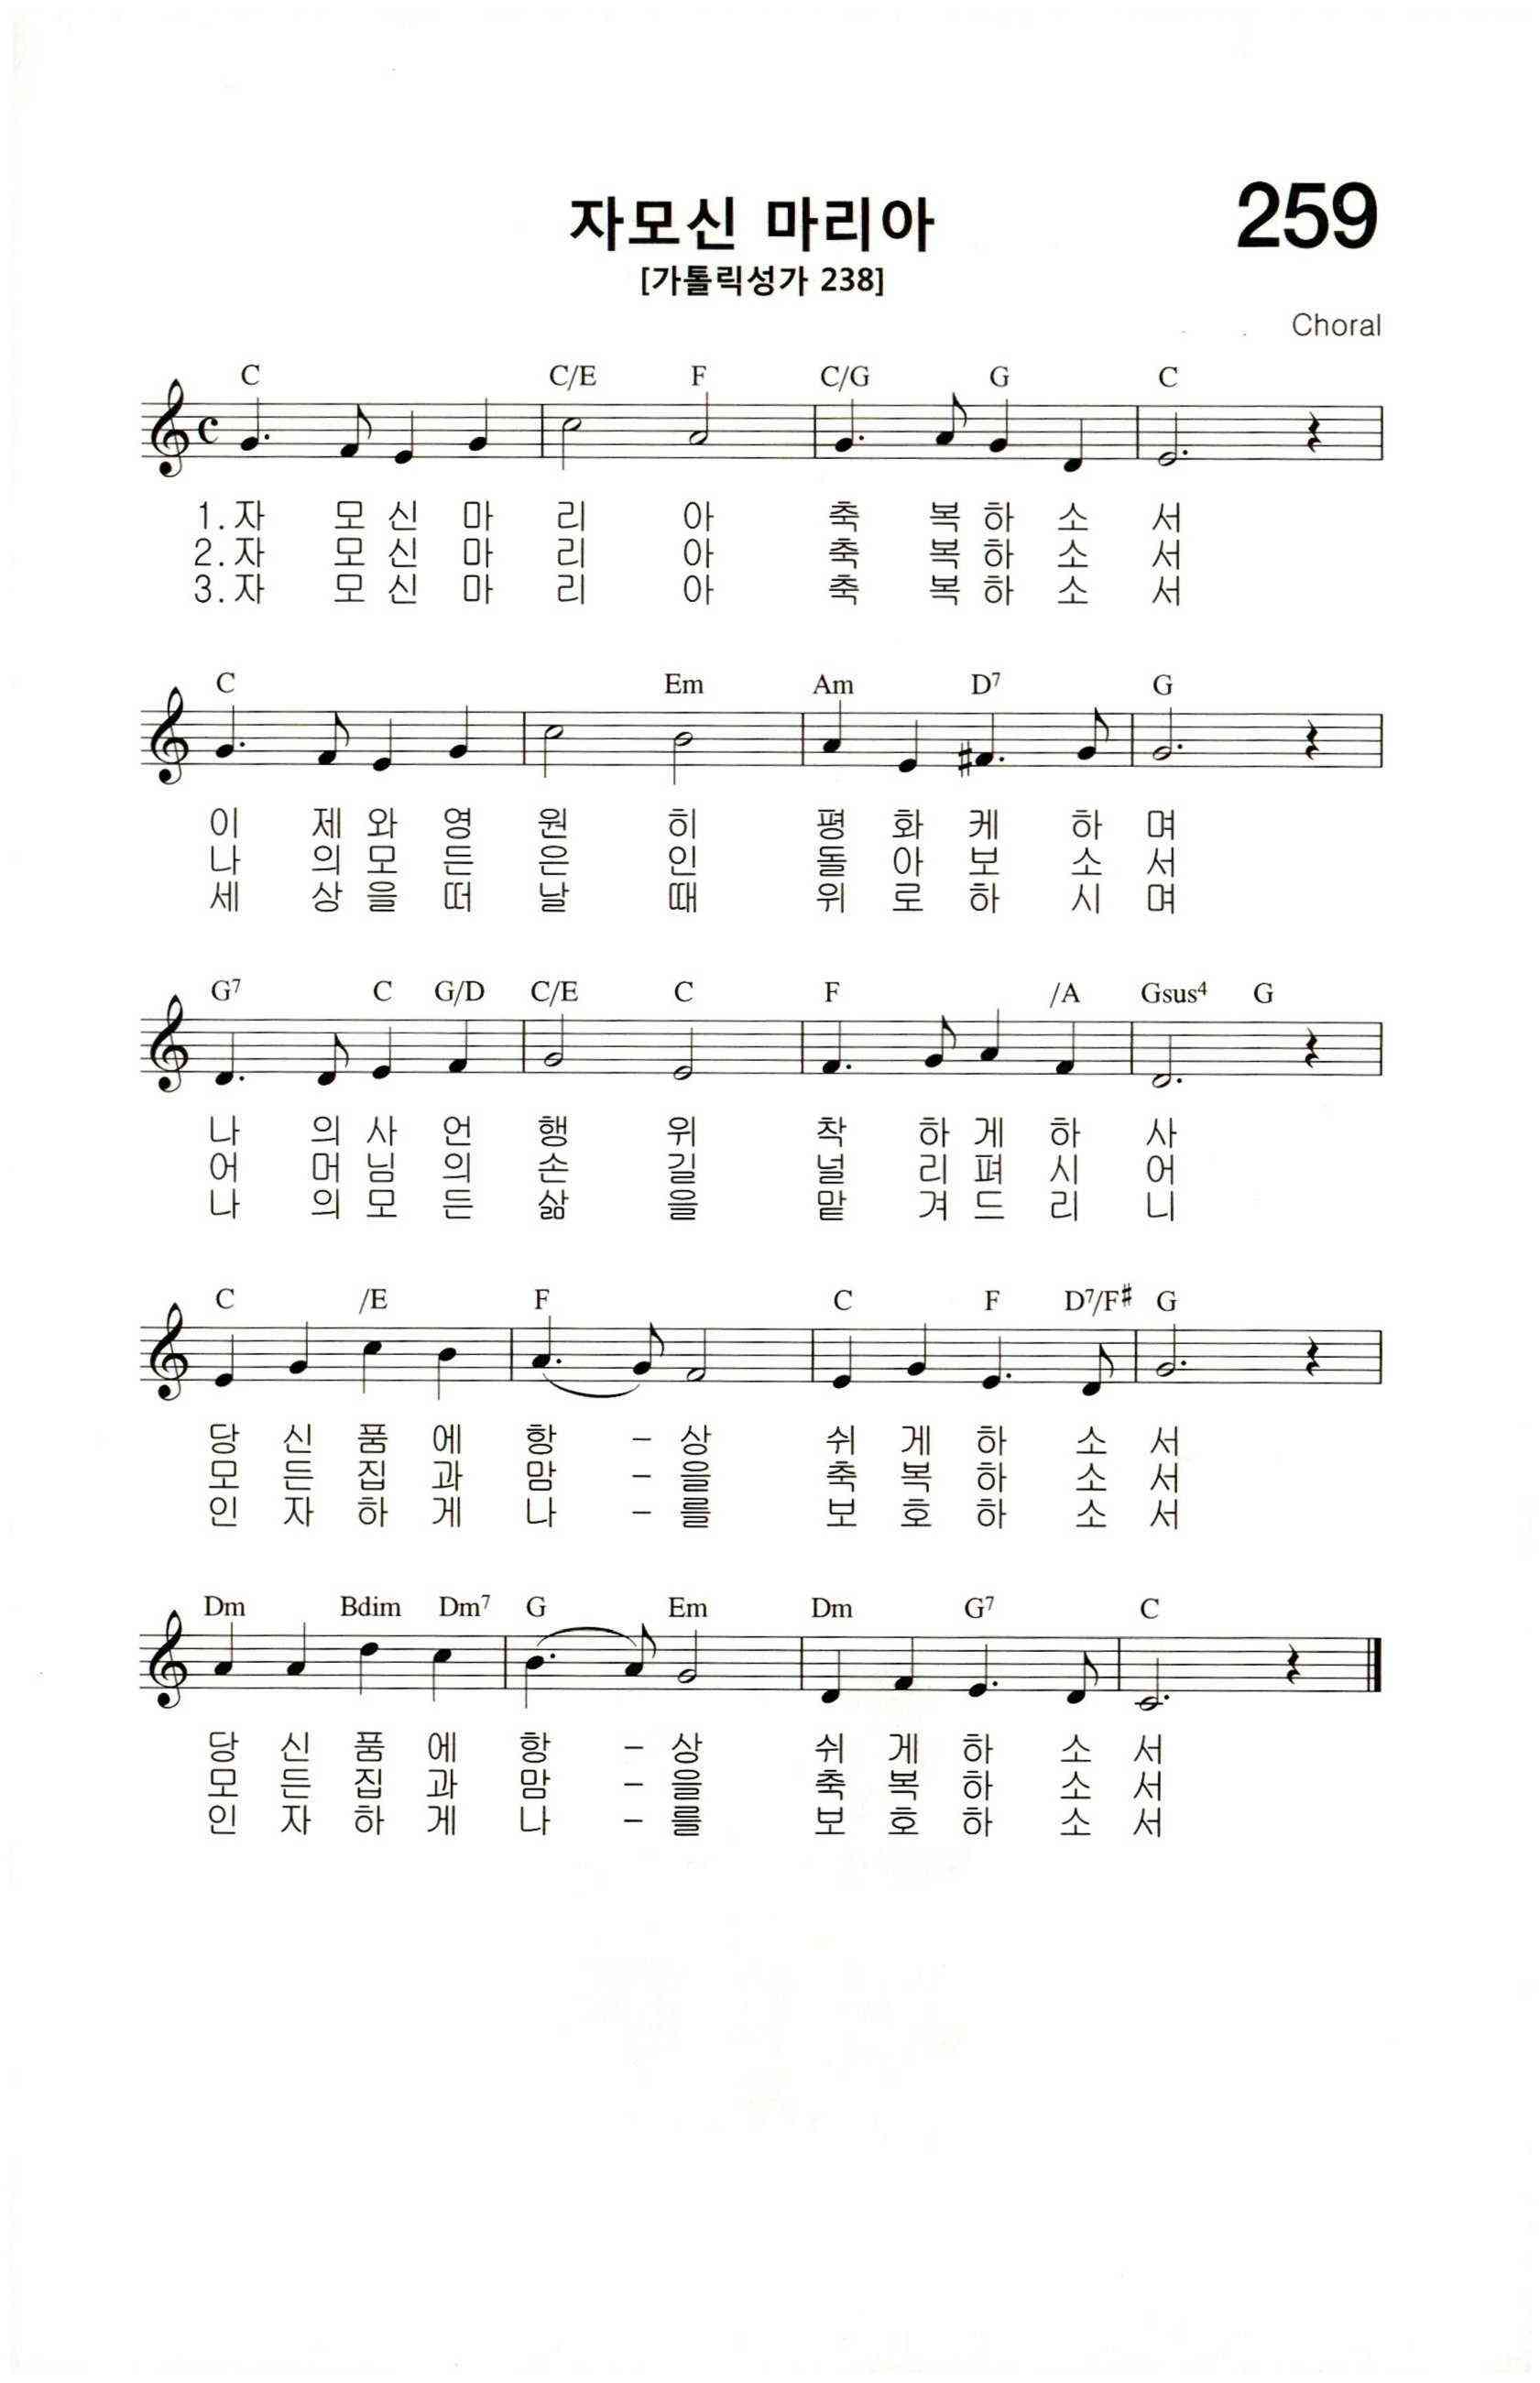 자모신 마리아
259
[가톨릭성가 238]
Choral
C C/E F C/G G C
1.자 모 신 마 리 아 축 복 하 소 서
2.자 모 신 마 리 아 축 복 하 소 서
3.자 모 신 마 리 아 축 복 하 소 서
C Em Am D7 G
이 제 와 영 원 히 평 화 케 하 며
나 의 모 든 은 인 돌 아 보 소 서
세 상 을 떠 날 때 위 로 하 시 며
G7 C G/D C/E C F /A Gsus4 G
나 의 사 언 행 위 착 하 게 하 사
어 머 님 의 손 길 널 리 펴 시 어
나 의 모 든 삶 을 맡 겨 드 리 니
C /E F C F D7/F♯ G
당 신 품 에 항 - 상 쉬 게 하 소 서
모 든 집 과 맘 - 을 축 복 하 소 서
인 자 하 게 나 - 를 보 호 하 소 서
Dm Bdim Dm7 G Em Dm G7 C
당 신 품 에 항 - 상 쉬 게 하 소 서
모 든 집 과 맘 - 을 축 복 하 소 서
인 자 하 게 나 - 를 보 호 하 소 서